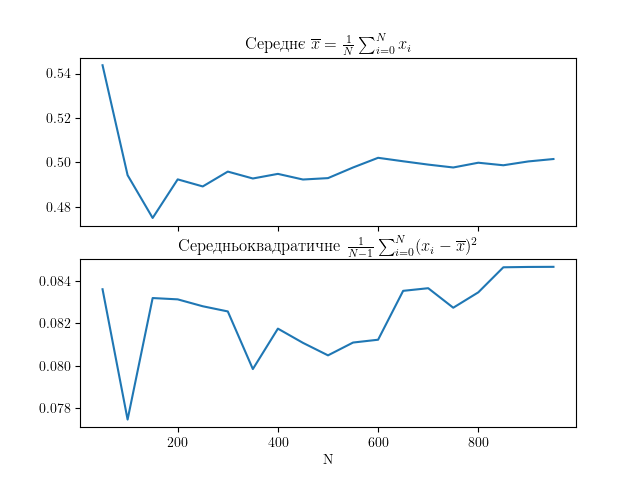 Середнє $\overline{x} = \frac{1}{N}\sum_{i=0}^{N} x_i$
0.54
0.52
0.50
0.48
Середньоквадратичне $\frac{1}{N-1}\sum_{i=0}^{N}(x_i - \overline{x})^2$
0.084
0.082
0.080
0.078
200 400 600 800
N